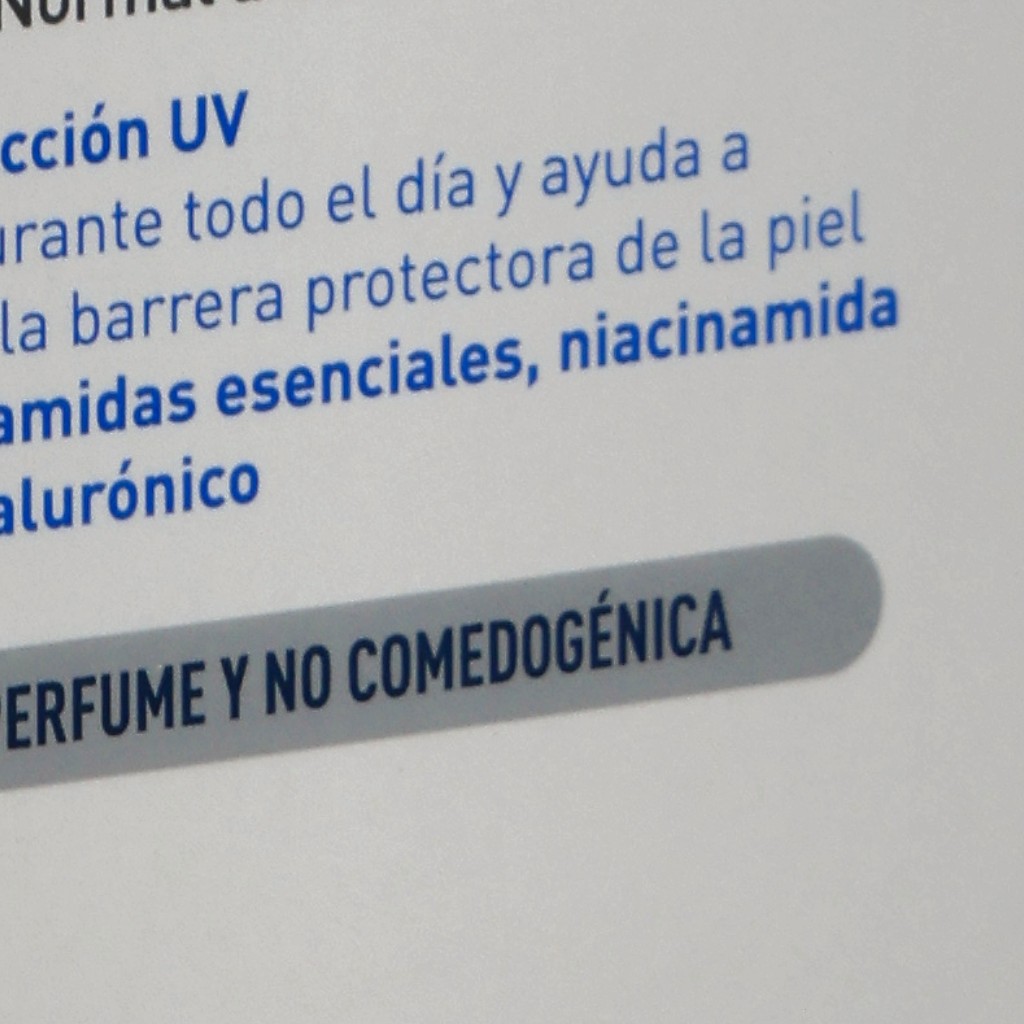 cción UV
urante todo el día y ayuda a
la barrera protectora de la piel
amidas esenciales, niacinamida
alurónico
PERFUME Y NO COMEDOGÉNICA